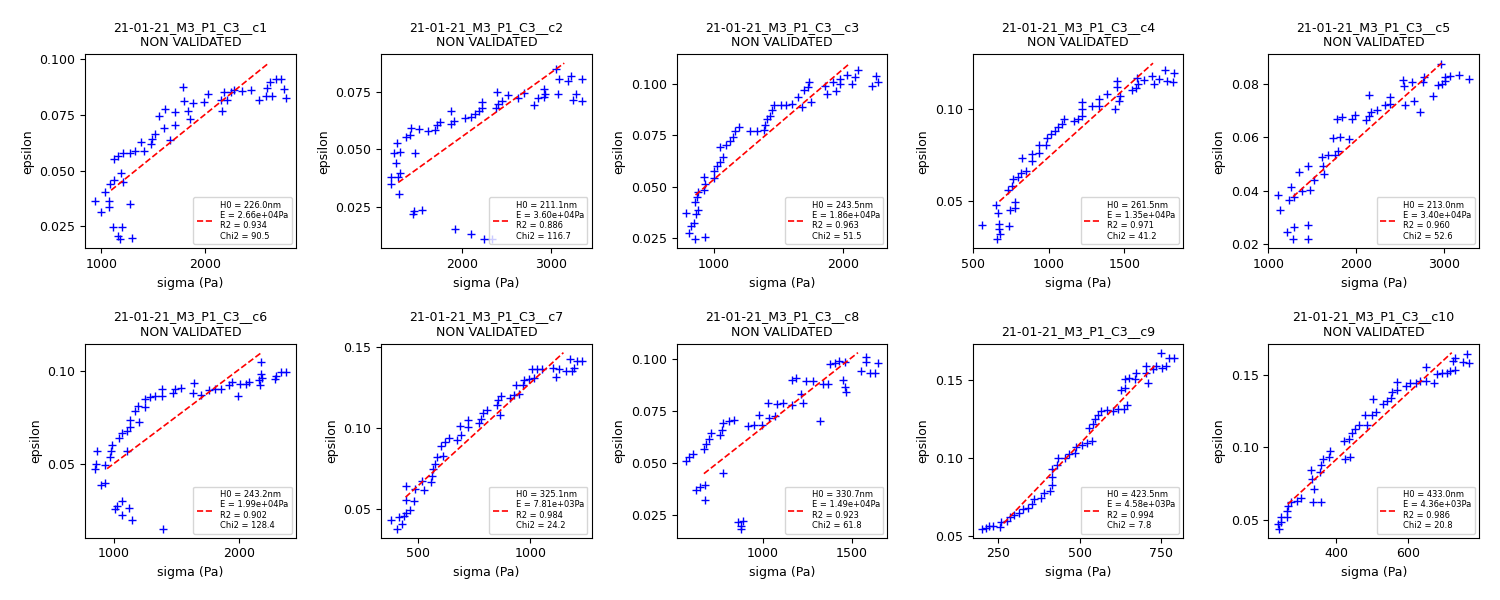 21-01-21_M3_P1_C3__c1
NON VALIDATED
0.100
0.075
0.050
0.025
epsilon
1000 2000
sigma (Pa)
H0 = 226.0nm
E = 2.66e+04Pa
R2 = 0.934
Chi2 = 90.5
21-01-21_M3_P1_C3__c2
NON VALIDATED
0.075
0.050
0.025
epsilon
2000 3000
sigma (Pa)
H0 = 211.1nm
E = 3.60e+04Pa
R2 = 0.886
Chi2 = 116.7
21-01-21_M3_P1_C3__c3
NON VALIDATED
0.100
0.075
0.050
0.025
epsilon
1000 2000
sigma (Pa)
H0 = 243.5nm
E = 1.86e+04Pa
R2 = 0.963
Chi2 = 51.5
21-01-21_M3_P1_C3__c4
NON VALIDATED
0.10
0.05
epsilon
500 1000 1500
sigma (Pa)
H0 = 261.5nm
E = 1.35e+04Pa
R2 = 0.971
Chi2 = 41.2
21-01-21_M3_P1_C3__c5
NON VALIDATED
0.08
0.06
0.04
0.02
epsilon
1000 2000 3000
sigma (Pa)
H0 = 213.0nm
E = 3.40e+04Pa
R2 = 0.960
Chi2 = 52.6
21-01-21_M3_P1_C3__c6
NON VALIDATED
0.10
0.05
epsilon
1000 2000
sigma (Pa)
H0 = 243.2nm
E = 1.99e+04Pa
R2 = 0.902
Chi2 = 128.4
21-01-21_M3_P1_C3__c7
NON VALIDATED
0.15
0.10
0.05
epsilon
500 1000
sigma (Pa)
H0 = 325.1nm
E = 7.81e+03Pa
R2 = 0.984
Chi2 = 24.2
21-01-21_M3_P1_C3__c8
NON VALIDATED
0.100
0.075
0.050
0.025
epsilon
1000 1500
sigma (Pa)
H0 = 330.7nm
E = 1.49e+04Pa
R2 = 0.923
Chi2 = 61.8
21-01-21_M3_P1_C3__c9
0.15
0.10
0.05
epsilon
250 500 750
sigma (Pa)
H0 = 423.5nm
E = 4.58e+03Pa
R2 = 0.994
Chi2 = 7.8
21-01-21_M3_P1_C3__c10
NON VALIDATED
0.15
0.10
0.05
epsilon
400 600
sigma (Pa)
H0 = 433.0nm
E = 4.36e+03Pa
R2 = 0.986
Chi2 = 20.8